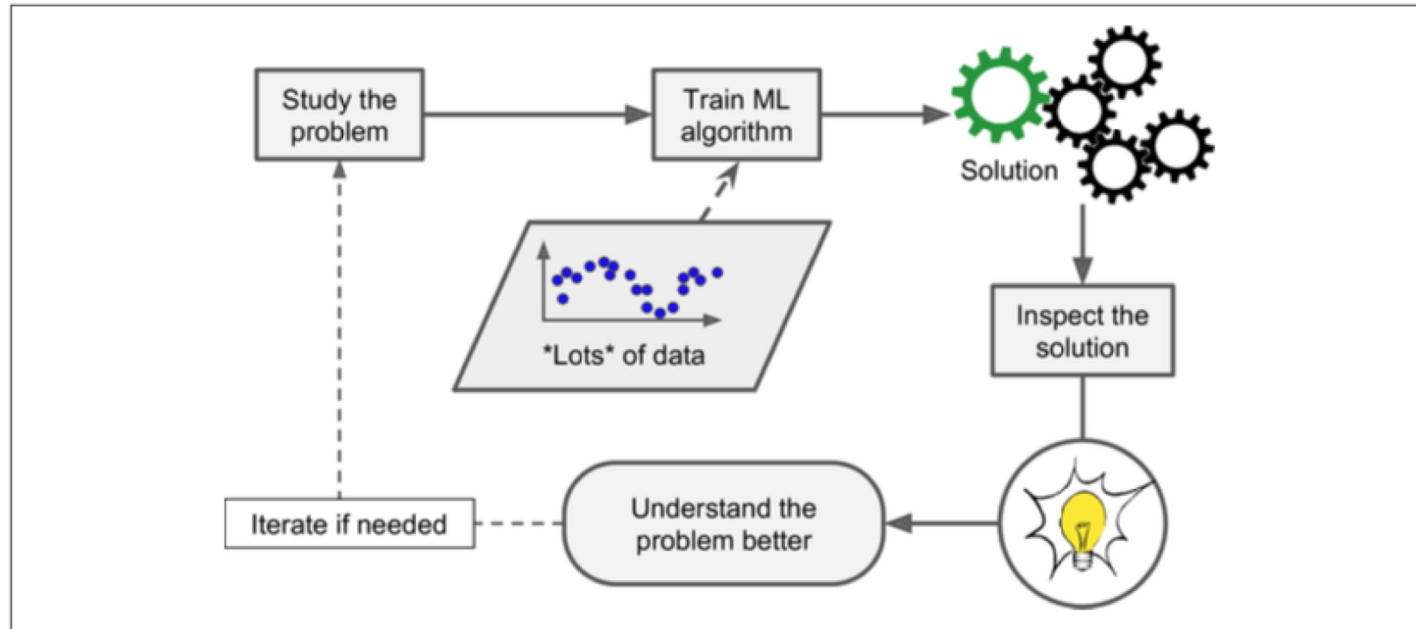 Study the
problem
Train ML
algorithm
Solution
*Lots* of data
Inspect the
solution
Understand the
problem better
Iterate if needed